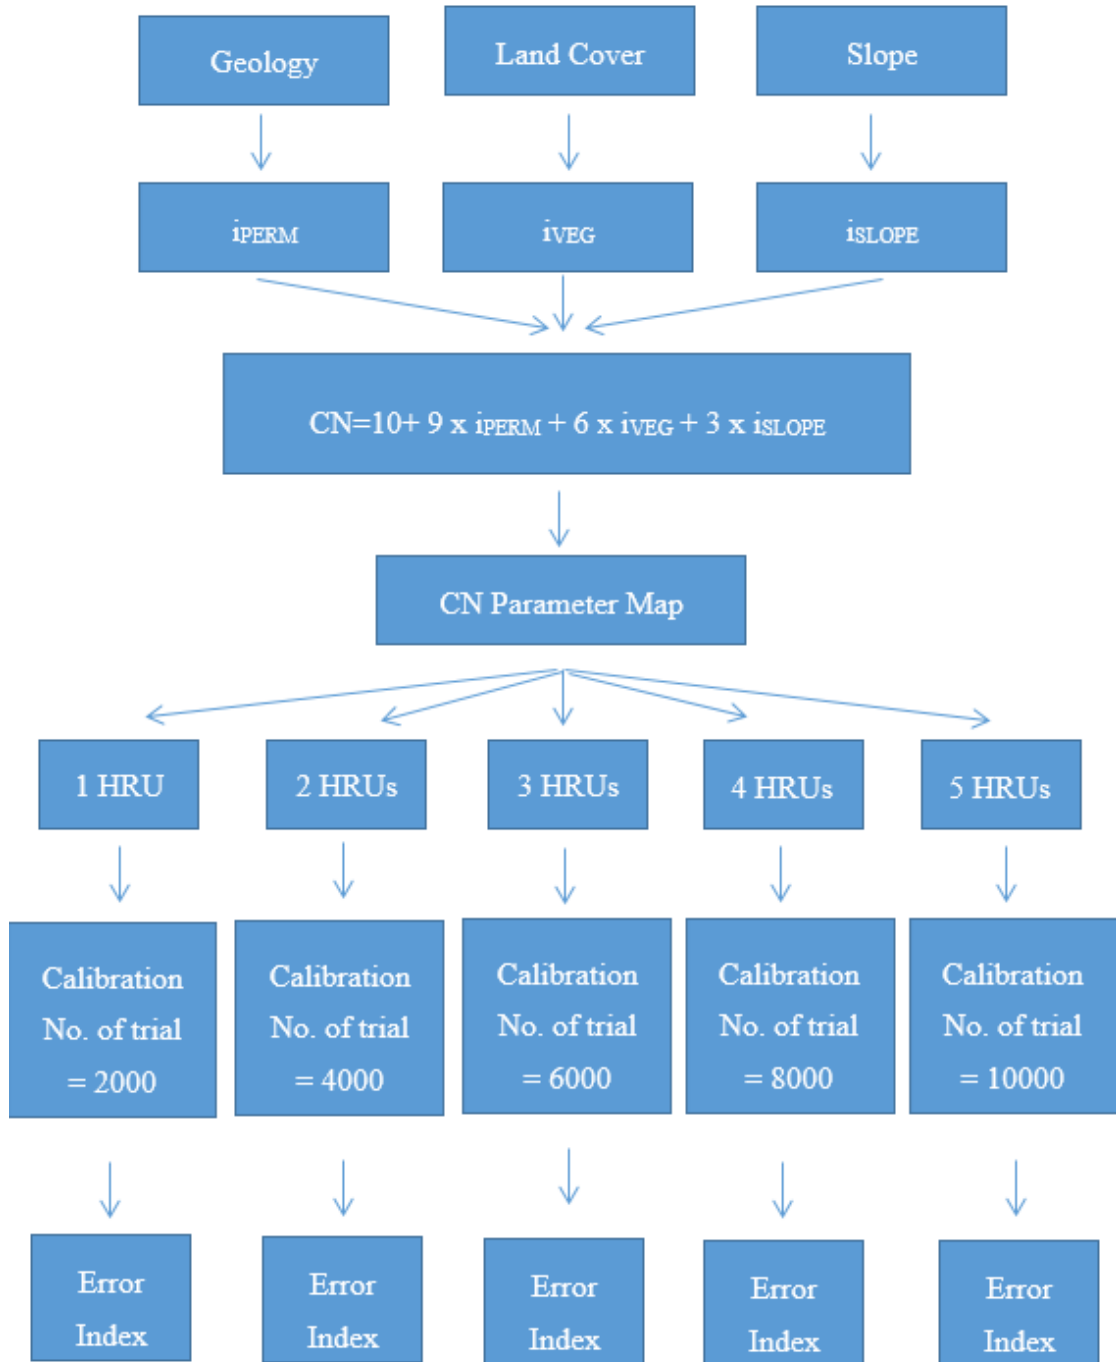 Geology
Land Cover
Slope
iPERM
iVEG
iSLOPE
CN=10+ 9 x iPERM + 6 x iVEG + 3 x iSLOPE
CN Parameter Map
1 HRU
2 HRUs
3 HRUs
4 HRUs
5 HRUs
Calibration
No. of trial
= 2000
Calibration
No. of trial
= 4000
Calibration
No. of trial
= 6000
Calibration
No. of trial
= 8000
Calibration
No. of trial
= 10000
Error
Index
Error
Index
Error
Index
Error
Index
Error
Index